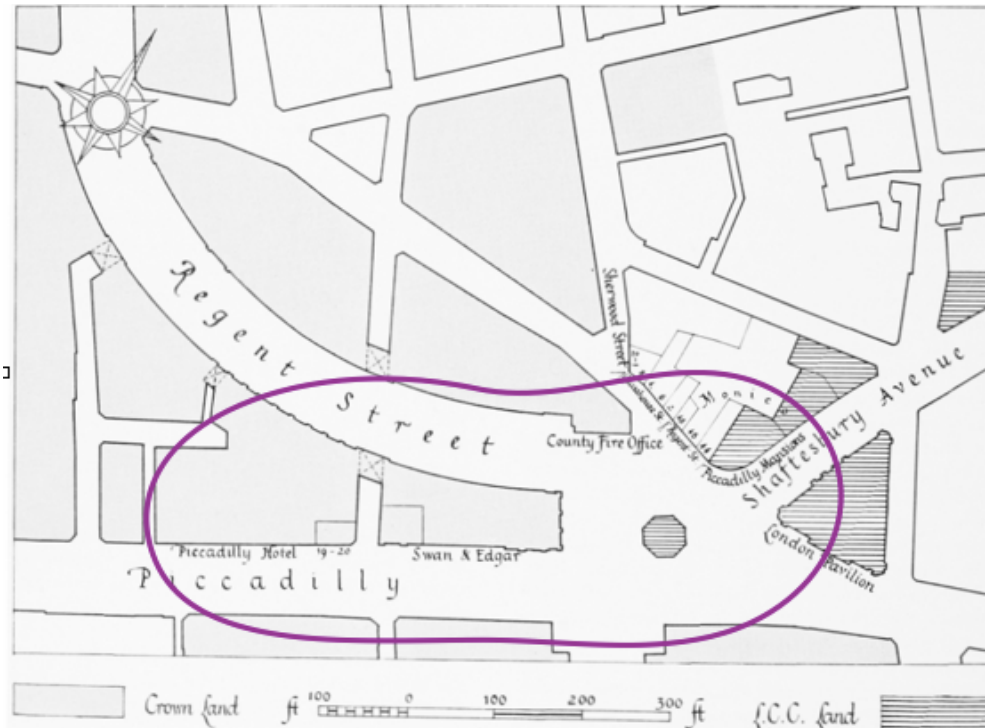 Regent Street
Sherwood Street
Monico
County Fire Office
Piccadilly Mansions
Shaftesbury Avenue
London Pavilion
Piccadilly Hotel
19-20
Swan & Edgar
Piccadilly
Crown Land
ft 100 0 100 200 300 ft
L.C.C. Land